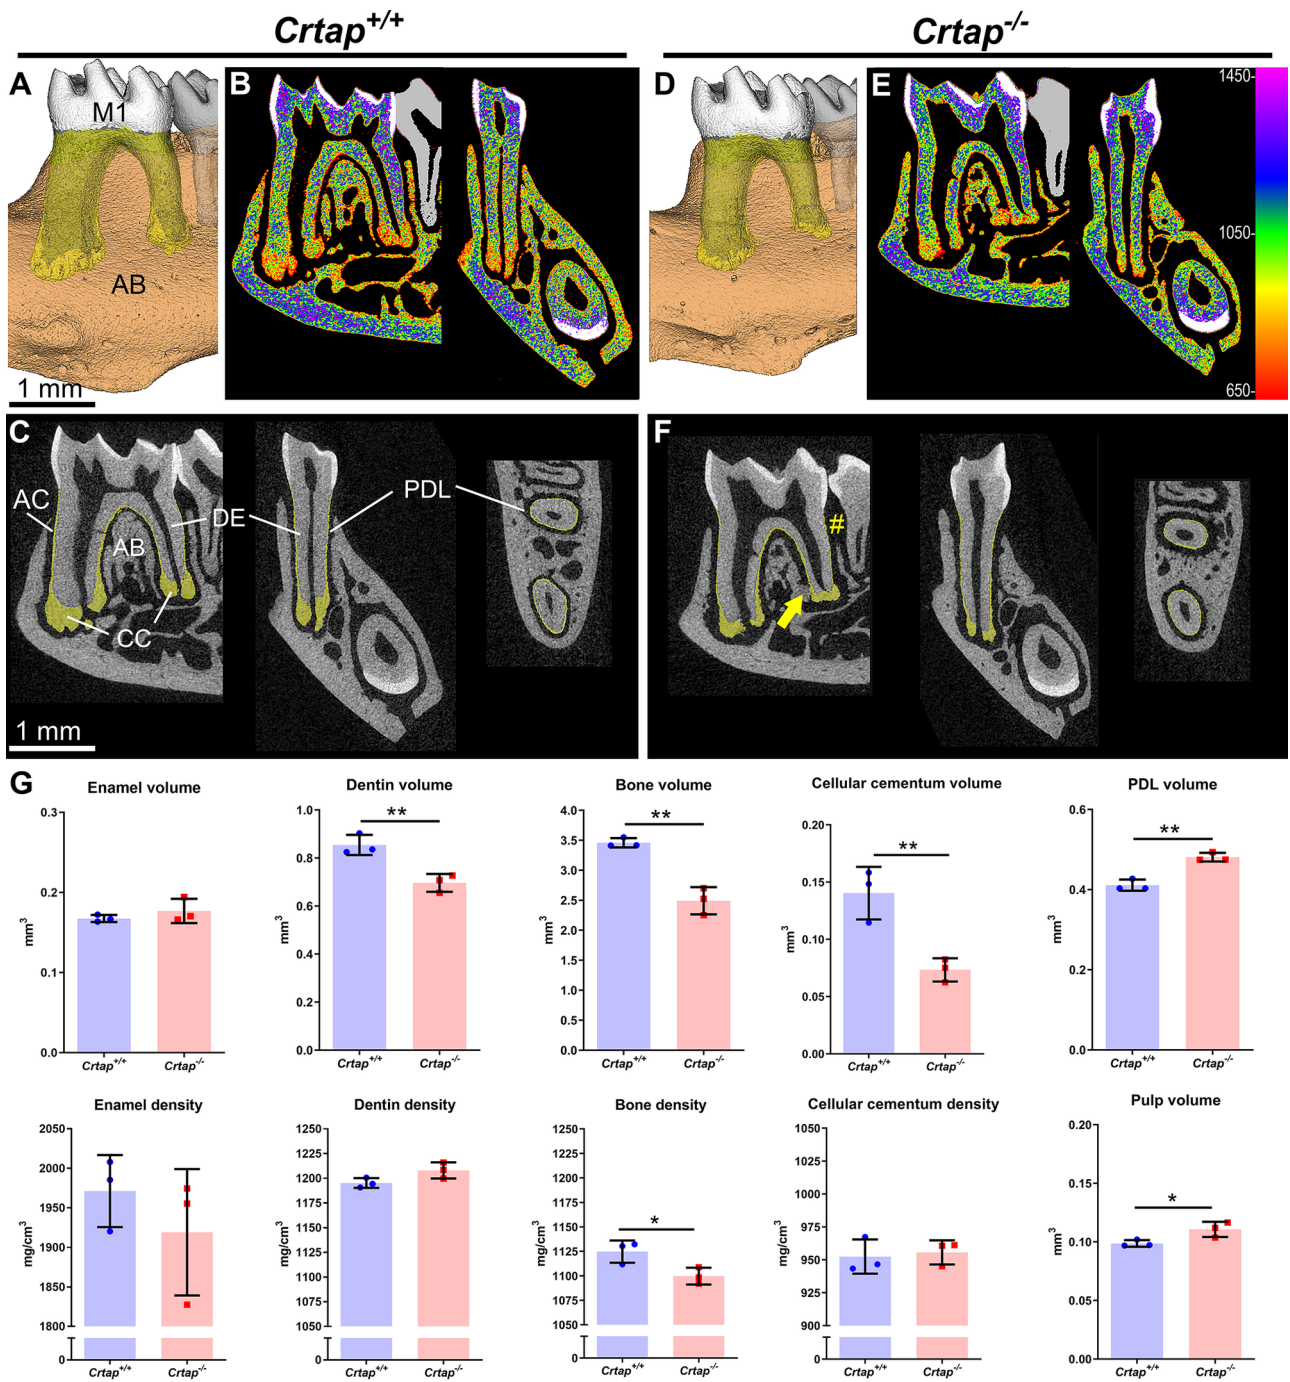 Crtap+/+
Crtap-/-
A
M1
AB
1 mm
B
D
E
1450
1050
650
C
AC
AB
CC
DE
PDL
1 mm
F
#
G
Enamel volume
mm3
0.3
0.2
0.1
0.0
Crtap+/+
Crtap-/-
Dentin volume
**
mm3
1.0
0.8
0.6
0.4
0.2
0.0
Crtap+/+
Crtap-/-
Bone volume
**
mm3
4.0
3.5
3.0
2.5
2.0
1.5
1.0
0.5
0.0
Crtap+/+
Crtap-/-
Cellular cementum volume
**
mm3
0.20
0.15
0.10
0.05
0.00
Crtap+/+
Crtap-/-
PDL volume
**
mm3
0.6
0.4
0.2
0.0
Crtap+/+
Crtap-/-
Enamel density
mg/cm3
2050
2000
1950
1900
1850
1800
0
Crtap+/+
Crtap-/-
Dentin density
mg/cm3
1250
1225
1200
1175
1150
1125
1100
1075
1050
0
Crtap+/+
Crtap-/-
Bone density
*
mg/cm3
1250
1225
1200
1175
1150
1125
1100
1075
1050
0
Crtap+/+
Crtap-/-
Cellular cementum density
mg/cm3
1050
1025
1000
975
950
925
900
0
Crtap+/+
Crtap-/-
Pulp volume
*
mm3
0.20
0.15
0.10
0.05
0.00
Crtap+/+
Crtap-/-